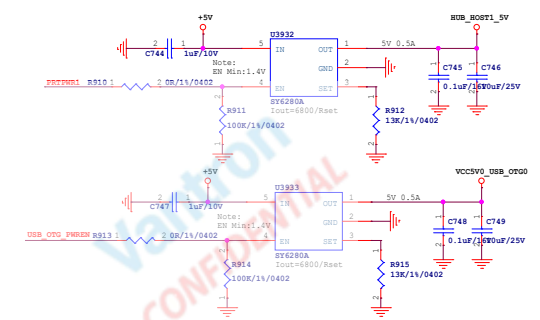 +5V
HUB_HOST1_5V
U3932
2 1 5 IN OUT 1 5V 0.5A
C744 1uF/10V
Note:
EN Min:1.4V
GND 2
C745 C746
0.1uF/16V 10uF/25V
PRTPWR1 R910 1 2 0R/1%/0402 4 EN SET 3
SY6280A
Iout=6800/Rset
R911
100K/1%/0402
R912
13K/1%/0402
+5V
VCC5V0_USB_OTG0
U3933
2 1 5 IN OUT 1 5V 0.5A
C747 1uF/10V
Note:
EN Min:1.4V
GND 2
C748 C749
0.1uF/16V 10uF/25V
USB_OTG_PWREN R913 1 2 0R/1%/0402 4 EN SET 3
SY6280A
Iout=6800/Rset
R914
100K/1%/0402
R915
13K/1%/0402
Vantron
CONFIDENTIAL